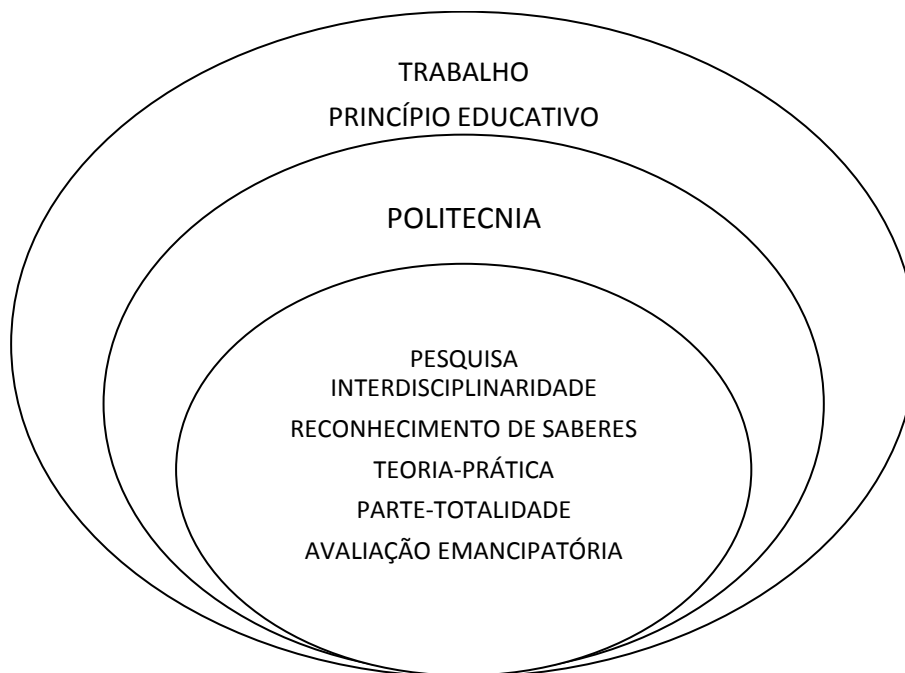 TRABALHO
PRINCÍPIO EDUCATIVO
POLITECNIA
PESQUISA
INTERDISCIPLINARIDADE
RECONHECIMENTO DE SABERES
TEORIA-PRÁTICA
PARTE-TOTALIDADE
AVALIAÇÃO EMANCIPATÓRIA